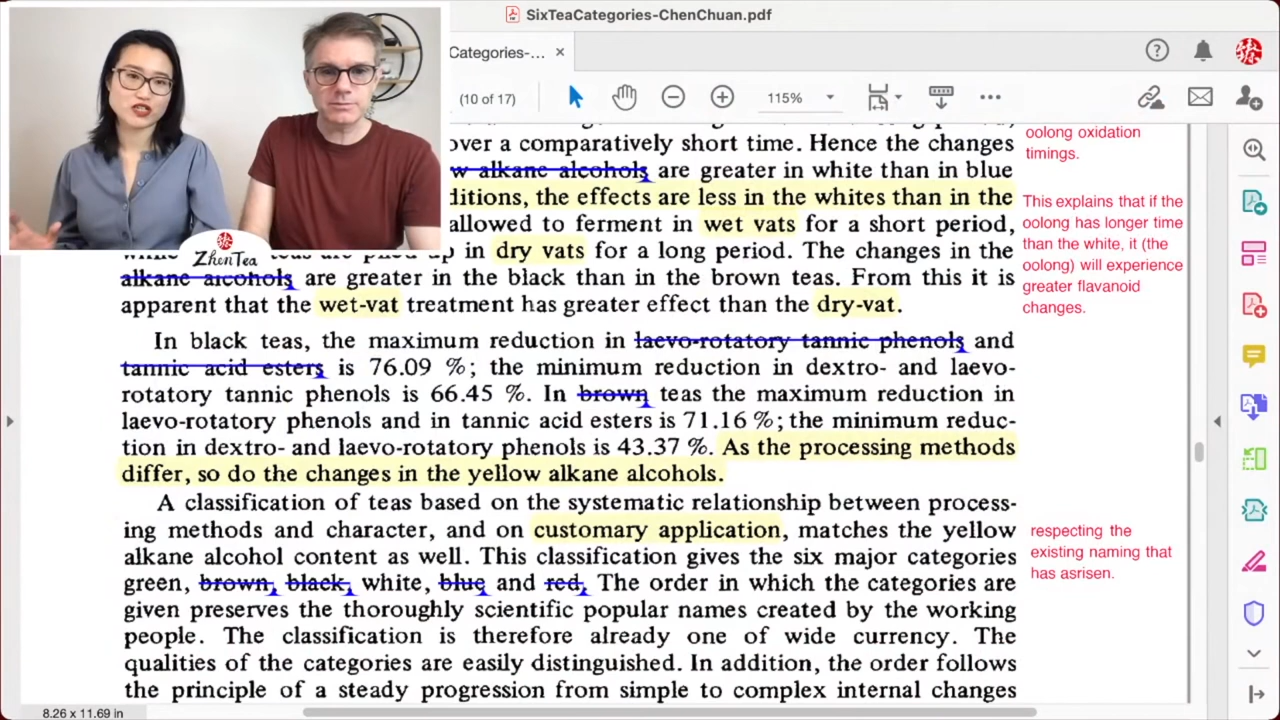 SixTeaCategories-ChenChuan.pdf
Categories-...
(10 of 17)
115%
over a comparatively short time. Hence the changes
w alkane alcohols are greater in white than in blue
ditions, the effects are less in the whites than in the
allowed to ferment in wet vats for a short period,
up in dry vats for a long period. The changes in the
alkane alcohols are greater in the black than in the brown teas. From this it is
apparent that the wet-vat treatment has greater effect than the dry-vat.
In black teas, the maximum reduction in laevo-rotatory tannic phenols and
tannic acid esters is 76.09 %; the minimum reduction in dextro- and laevo-
rotatory tannic phenols is 66.45 %. In brown teas the maximum reduction in
laevo-rotatory phenols and in tannic acid esters is 71.16 %; the minimum reduc-
tion in dextro- and laevo-rotatory phenols is 43.37 %. As the processing methods
differ, so do the changes in the yellow alkane alcohols.
A classification of teas based on the systematic relationship between process-
ing methods and character, and on customary application, matches the yellow
alkane alcohol content as well. This classification gives the six major categories
green, brown, black, white, blue and red. The order in which the categories are
given preserves the thoroughly scientific popular names created by the working
people. The classification is therefore already one of wide currency. The
qualities of the categories are easily distinguished. In addition, the order follows
the principle of a steady progression from simple to complex internal changes
oolong oxidation
timings.
This explains that if the
oolong has longer time
than the white, it (the
oolong) will experience
greater flavanoid
changes.
respecting the
existing naming that
has asrisen.
ZhenTea
8.26 x 11.69 in